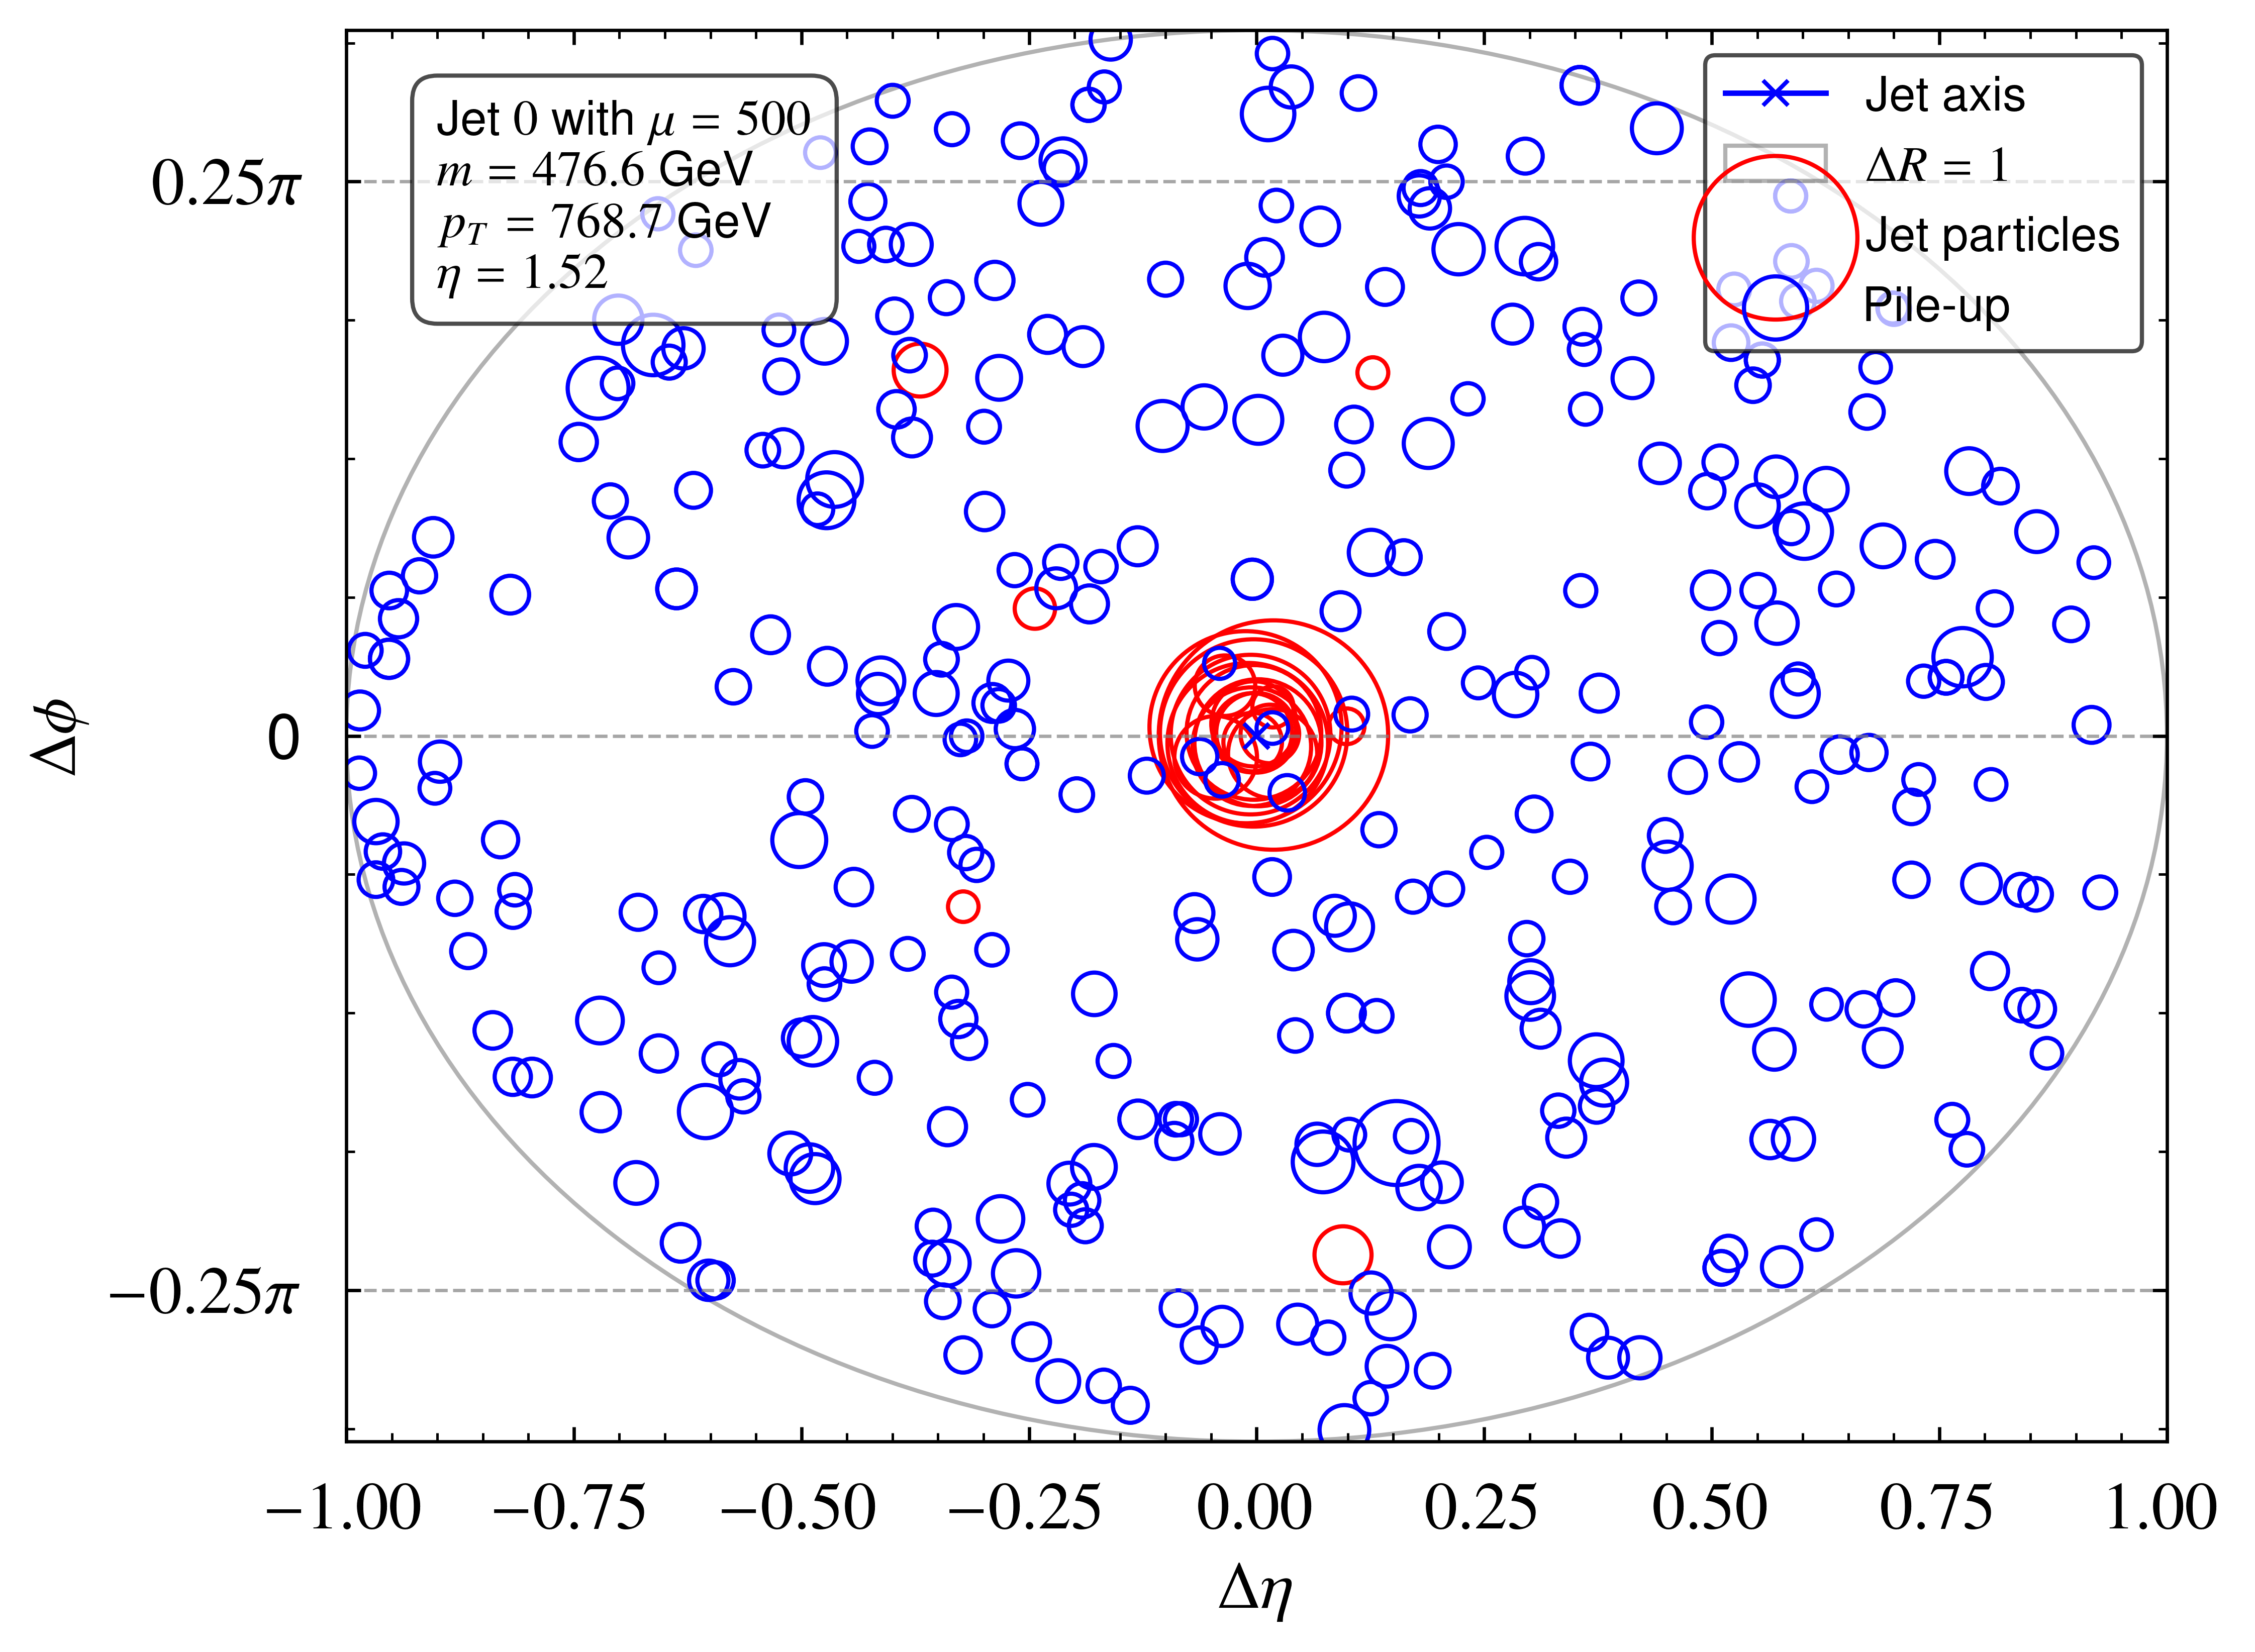 Jet 0 with μ = 500
m = 476.6 GeV
p_T = 768.7 GeV
η = 1.52
Jet axis
ΔR = 1
Jet particles
Pile-up
0.25π
0
−0.25π
Δϕ
−1.00 −0.75 −0.50 −0.25 0.00 0.25 0.50 0.75 1.00
Δη